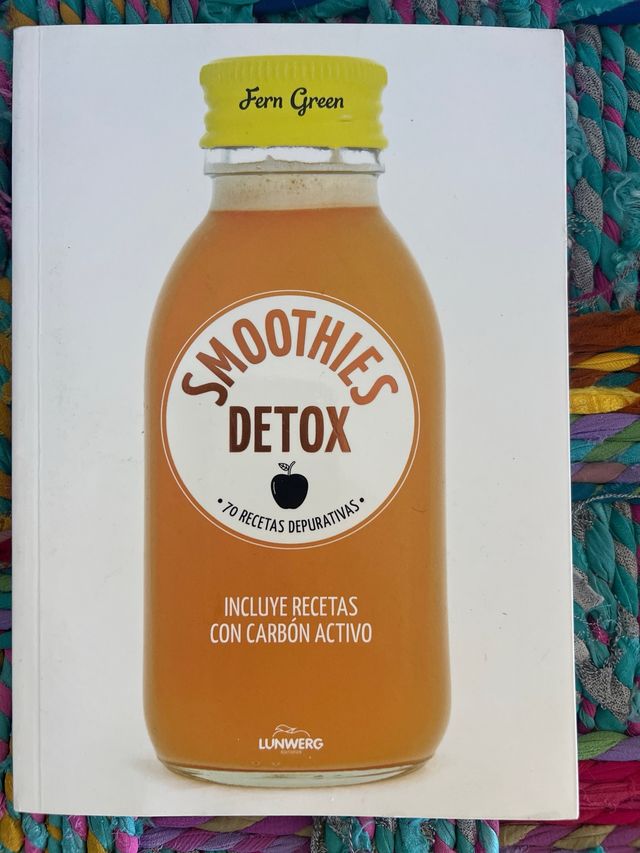 Fern Green
SMOOTHIES
DETOX
• 70 RECETAS DEPURATIVAS •
INCLUYE RECETAS
CON CARBÓN ACTIVO
LUNWERG